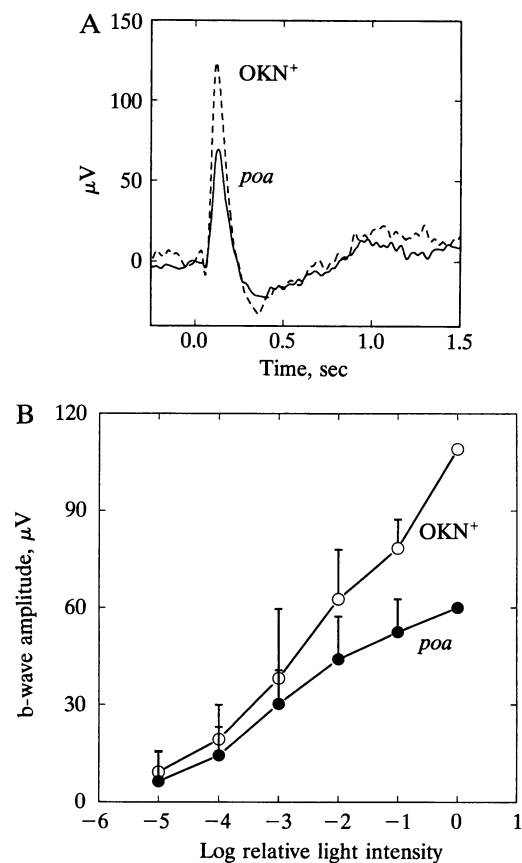 A
150
OKN+
100
μV
50
poa
0
0.0 0.5 1.0 1.5
Time, sec
B
120
90
OKN+
b-wave amplitude, μV
60
poa
30
0
−6 −5 −4 −3 −2 −1 0 1
Log relative light intensity